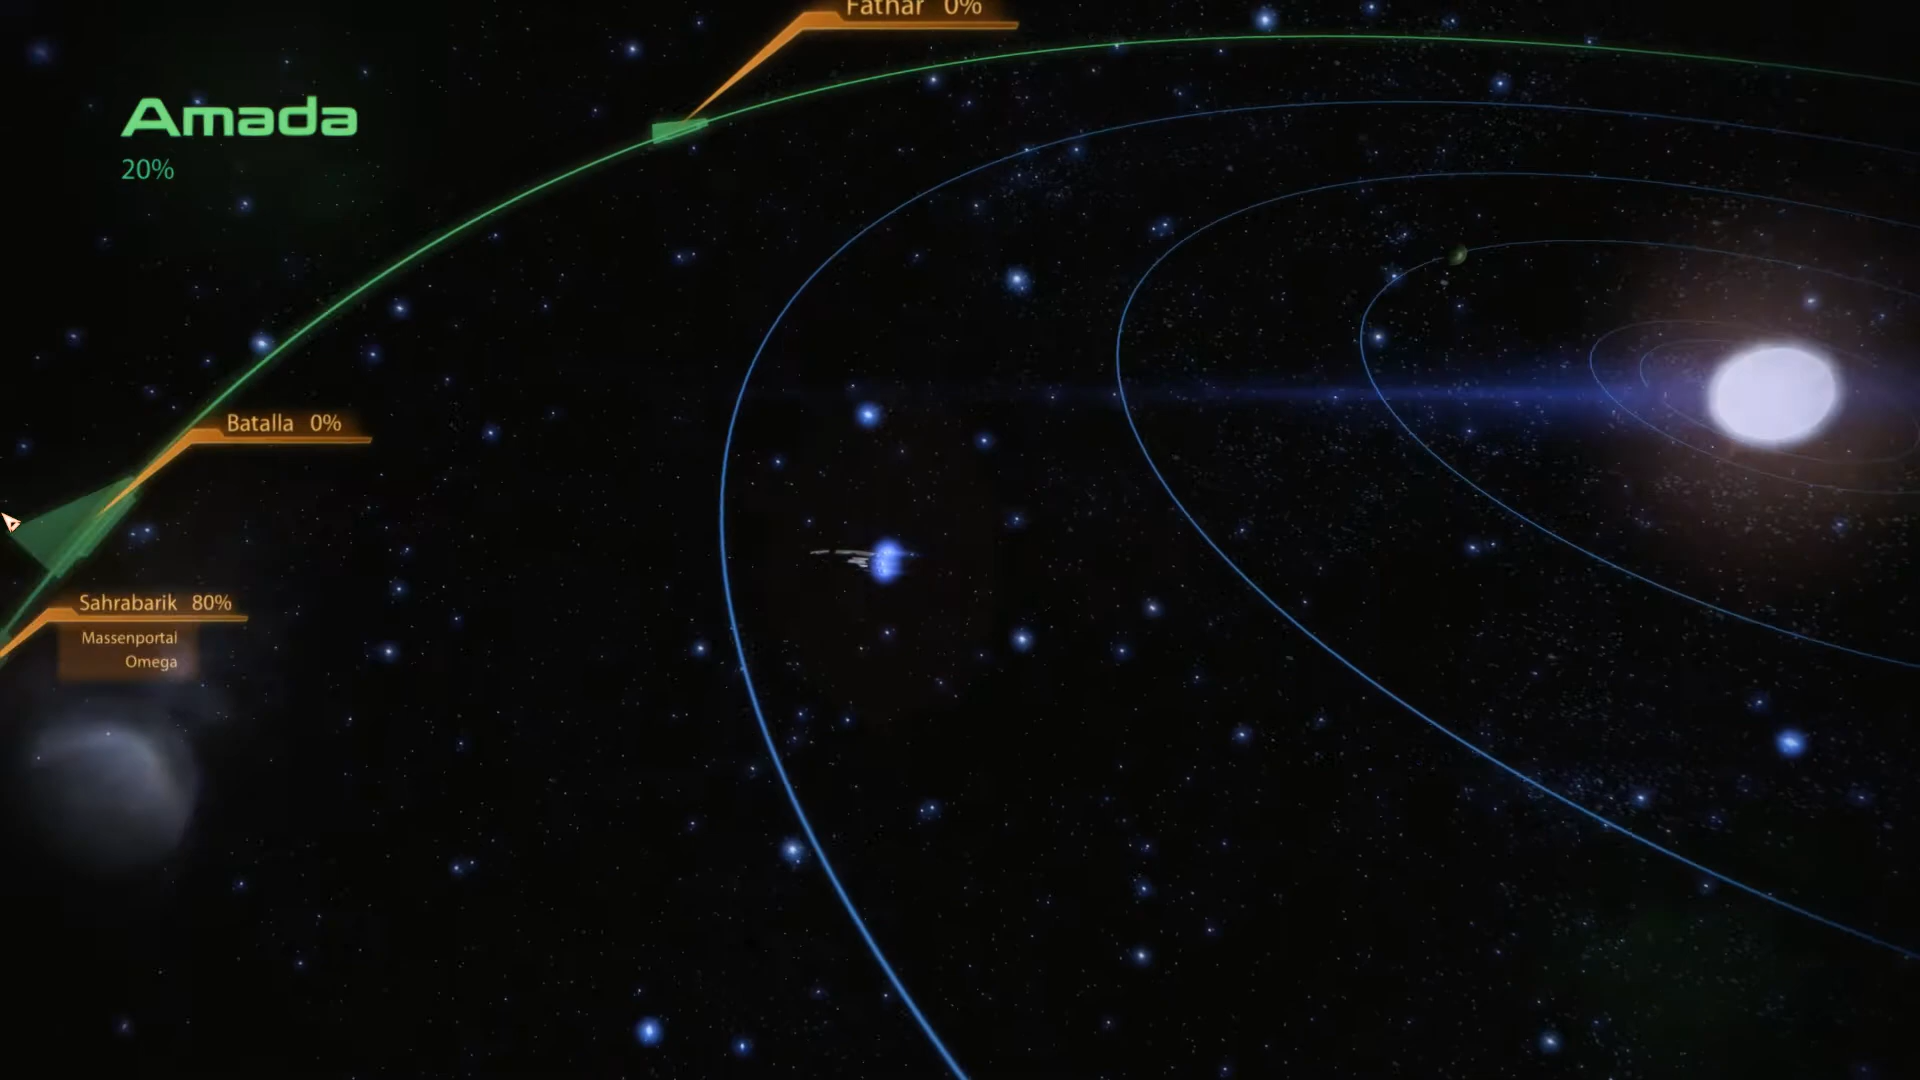 Fathar 0%
Amada
20%
Batalla 0%
Sahrabarik 80%
Massenportal
Omega